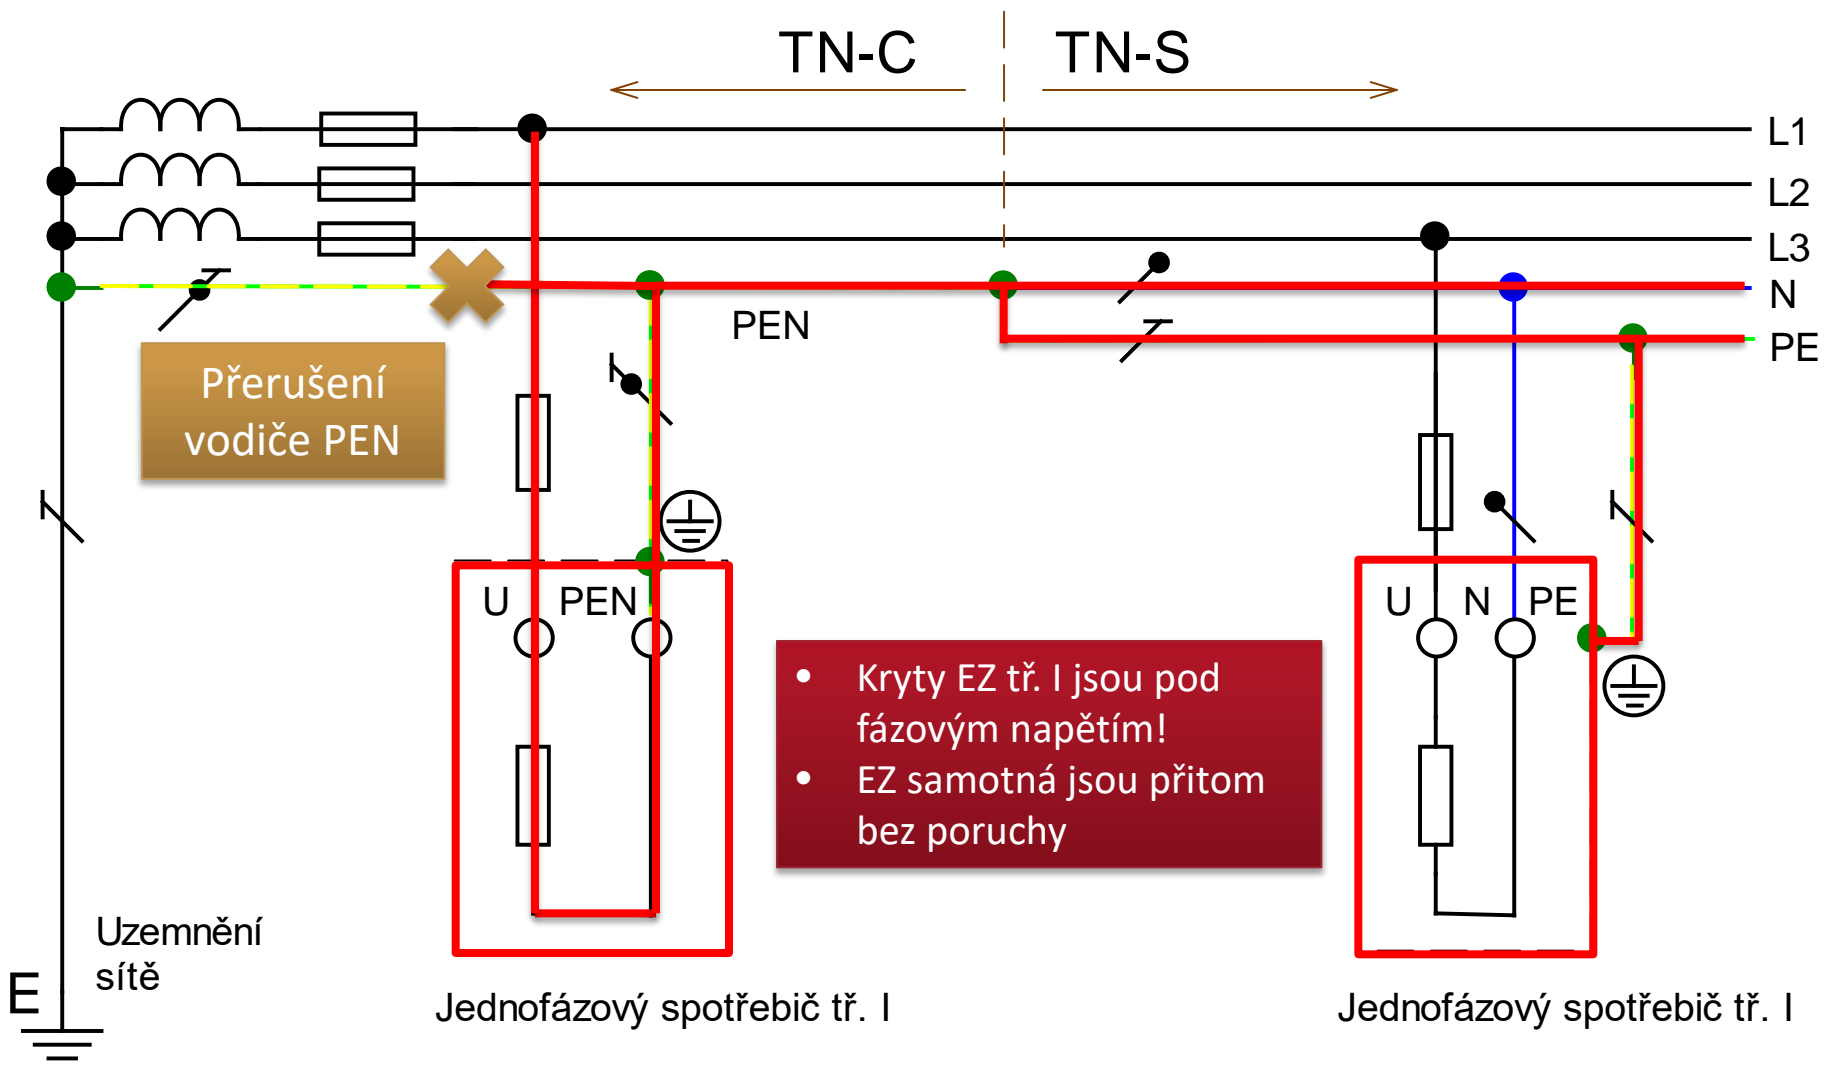 TN-C
TN-S
L1
L2
L3
N
PE
PEN
Přerušení
vodiče PEN
U
PEN
U
N
PE
• Kryty EZ tř. I jsou pod
fázovým napětím!
• EZ samotná jsou přitom
bez poruchy
Uzemnění
sítě
E
Jednofázový spotřebič tř. I
Jednofázový spotřebič tř. I